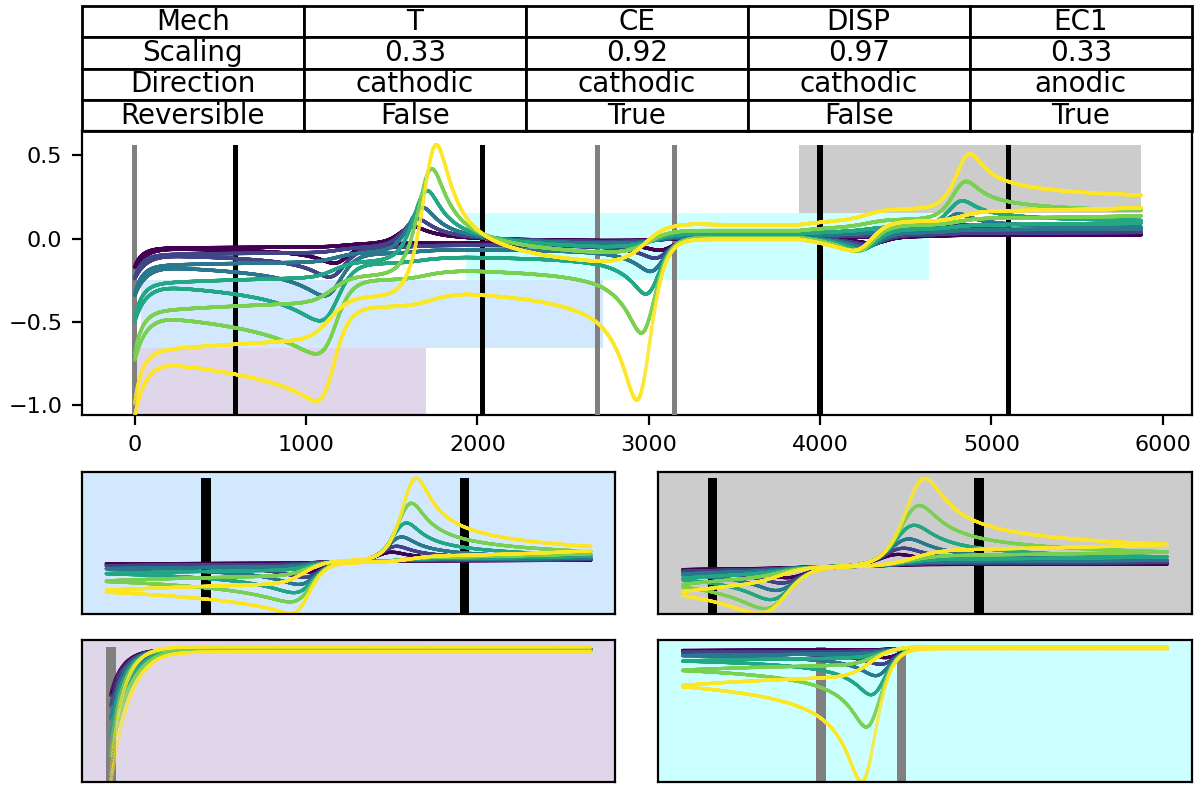 Mech T CE DISP EC1
Scaling 0.33 0.92 0.97 0.33
Direction cathodic cathodic cathodic anodic
Reversible False True False True
0.5
0.0
−0.5
−1.0
0 1000 2000 3000 4000 5000 6000